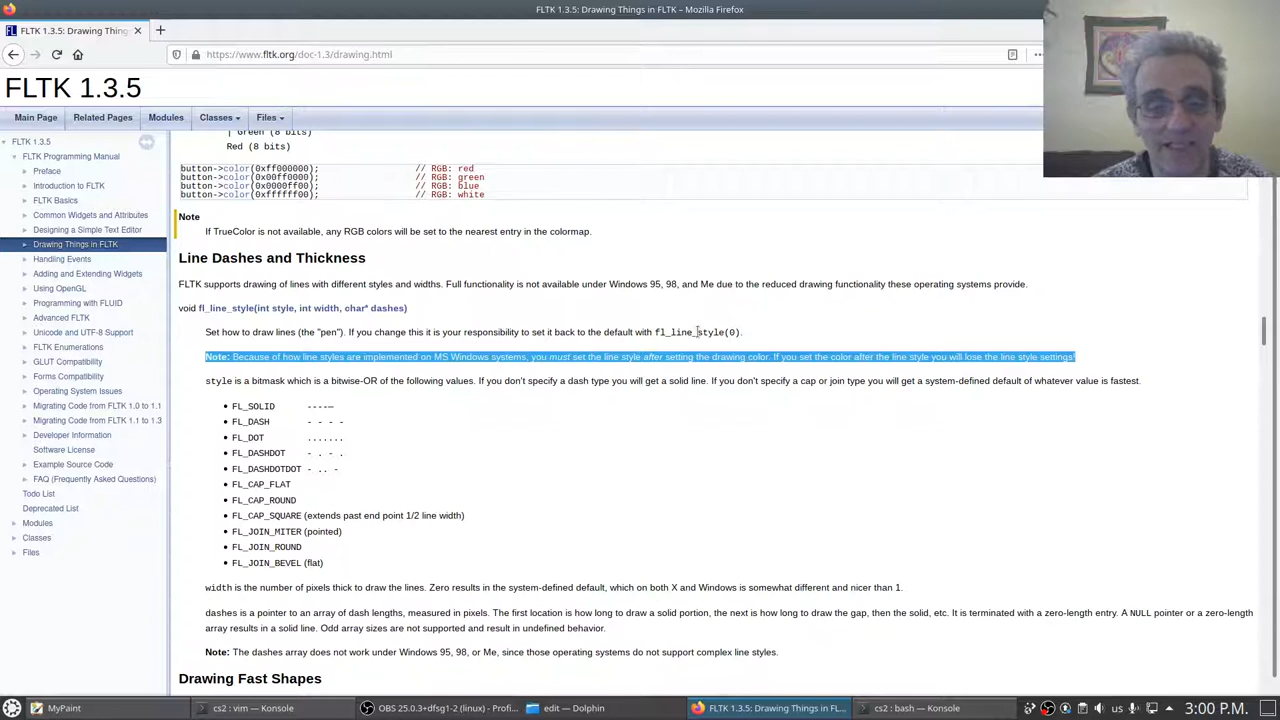 FLTK 1.3.5: Drawing Things in FLTK – Mozilla Firefox
FLTK 1.3.5: Drawing Thing
https://www.fltk.org/doc-1.3/drawing.html
FLTK 1.3.5
Main Page Related Pages Modules Classes Files
FLTK 1.3.5
FLTK Programming Manual
Preface
Introduction to FLTK
FLTK Basics
Common Widgets and Attributes
Designing a Simple Text Editor
Drawing Things in FLTK
Handling Events
Adding and Extending Widgets
Using OpenGL
Programming with FLUID
Advanced FLTK
Unicode and UTF-8 Support
FLTK Enumerations
GLUT Compatibility
Forms Compatibility
Operating System Issues
Migrating Code from FLTK 1.0 to 1.1
Migrating Code from FLTK 1.1 to 1.3
Developer Information
Software License
Example Source Code
FAQ (Frequently Asked Questions)
Todo List
Deprecated List
Modules
Classes
Files
| Green (8 bits)
Red (8 bits)
button->color(0xff000000); // RGB: red
button->color(0x00ff0000); // RGB: green
button->color(0x0000ff00); // RGB: blue
button->color(0xffffff00); // RGB: white
Note
If TrueColor is not available, any RGB colors will be set to the nearest entry in the colormap.
Line Dashes and Thickness
FLTK supports drawing of lines with different styles and widths. Full functionality is not available under Windows 95, 98, and Me due to the reduced drawing functionality these operating systems provide.
void fl_line_style(int style, int width, char* dashes)
Set how to draw lines (the "pen"). If you change this it is your responsibility to set it back to the default with fl_line_style(0).
Note: Because of how line styles are implemented on MS Windows systems, you must set the line style after setting the drawing color. If you set the color after the line style you will lose the line style settings!
style is a bitmask which is a bitwise-OR of the following values. If you don't specify a dash type you will get a solid line. If you don't specify a cap or join type you will get a system-defined default of whatever value is fastest.
• FL_SOLID ----–
• FL_DASH - - - -
• FL_DOT .......
• FL_DASHDOT - . - .
• FL_DASHDOTDOT - .. -
• FL_CAP_FLAT
• FL_CAP_ROUND
• FL_CAP_SQUARE (extends past end point 1/2 line width)
• FL_JOIN_MITER (pointed)
• FL_JOIN_ROUND
• FL_JOIN_BEVEL (flat)
width is the number of pixels thick to draw the lines. Zero results in the system-defined default, which on both X and Windows is somewhat different and nicer than 1.
dashes is a pointer to an array of dash lengths, measured in pixels. The first location is how long to draw a solid portion, the next is how long to draw the gap, then the solid, etc. It is terminated with a zero-length entry. A NULL pointer or a zero-length
array results in a solid line. Odd array sizes are not supported and result in undefined behavior.
Note: The dashes array does not work under Windows 95, 98, or Me, since those operating systems do not support complex line styles.
Drawing Fast Shapes
MyPaint cs2 : vim — Konsole OBS 25.0.3+dfsg1-2 (linux) - Profi... edit — Dolphin FLTK 1.3.5: Drawing Things in FL... cs2 : bash — Konsole us 3:00 P.M.